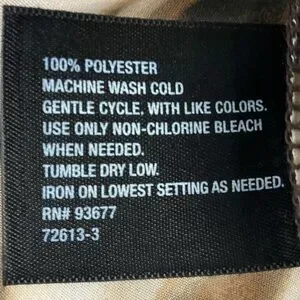 100% POLYESTER
MACHINE WASH COLD
GENTLE CYCLE, WITH LIKE COLORS.
USE ONLY NON-CHLORINE BLEACH
WHEN NEEDED.
TUMBLE DRY LOW.
IRON ON LOWEST SETTING AS NEEDED.
RN# 93677
72613-3